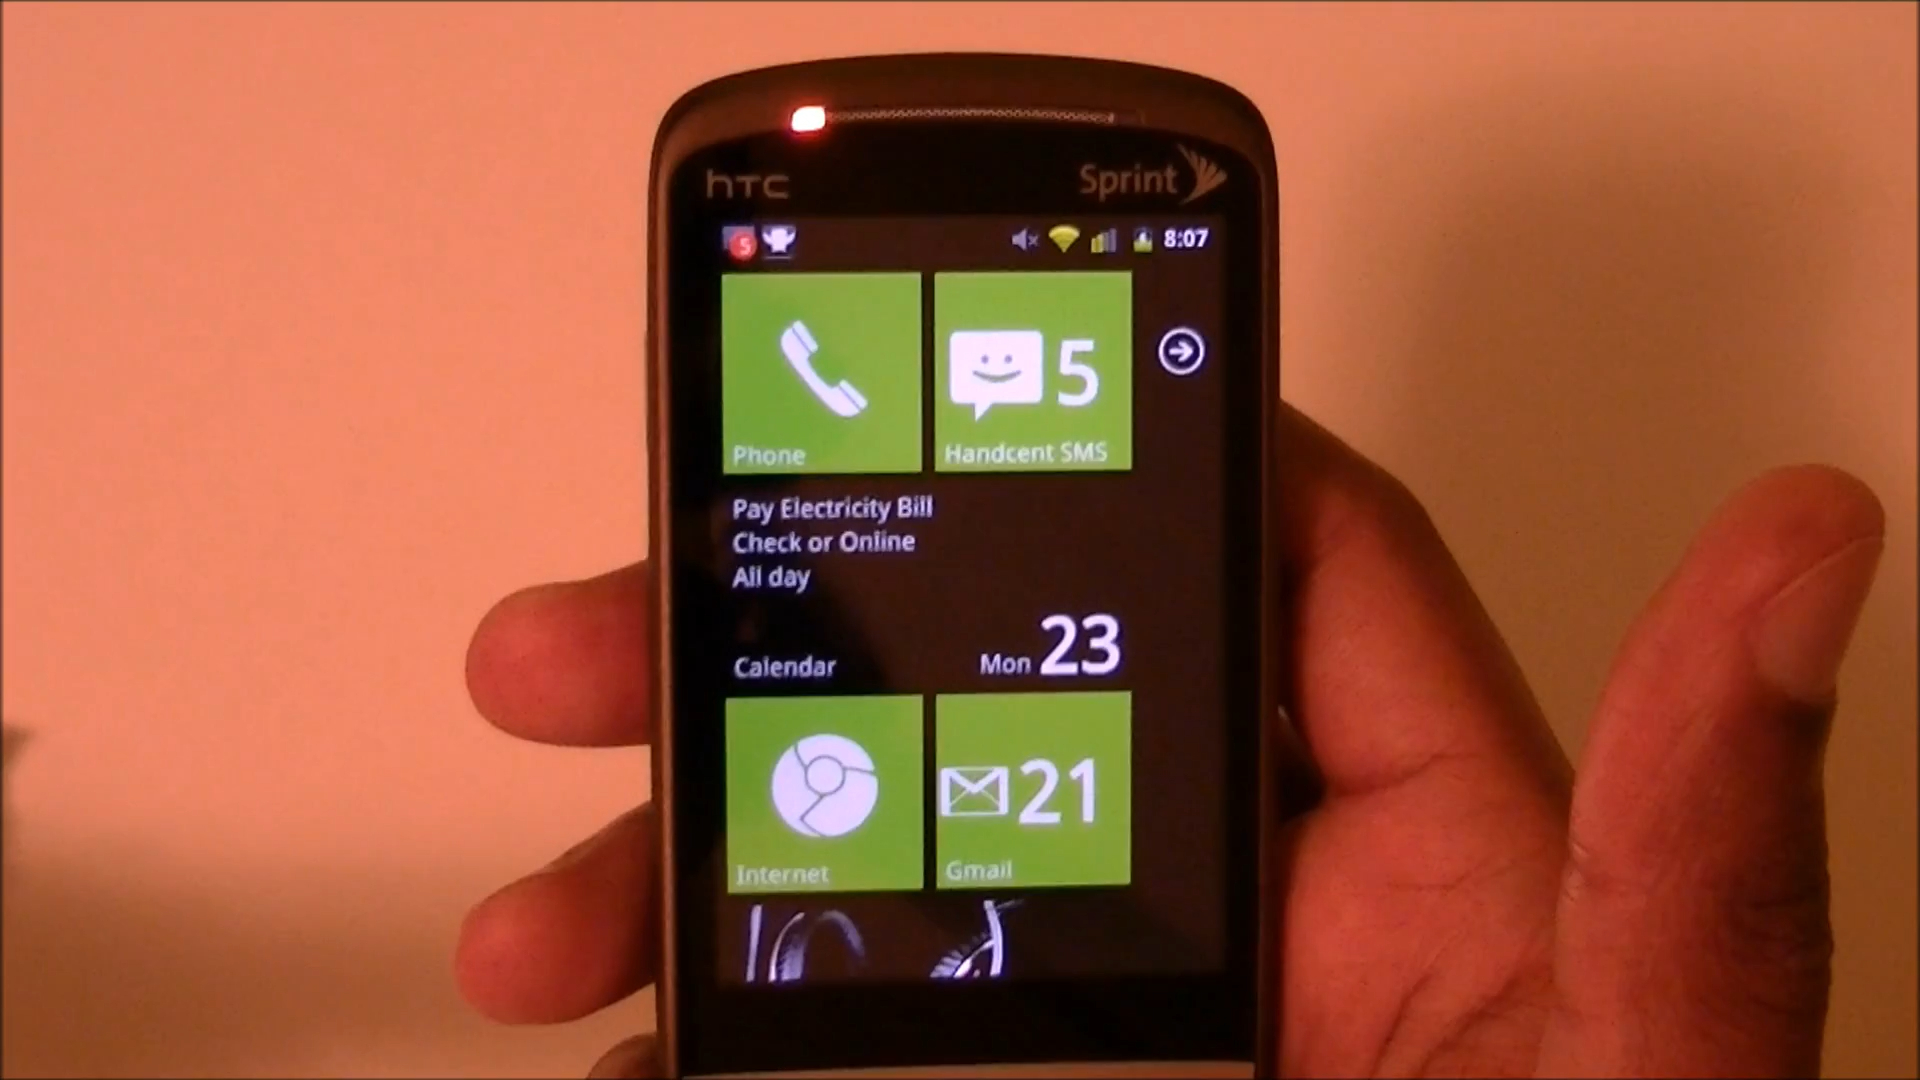 hTC
Sprint
5
8:07
5
Phone
Handcent SMS
Pay Electricity Bill
Check or Online
All day
Calendar
Mon 23
21
Internet
Gmail